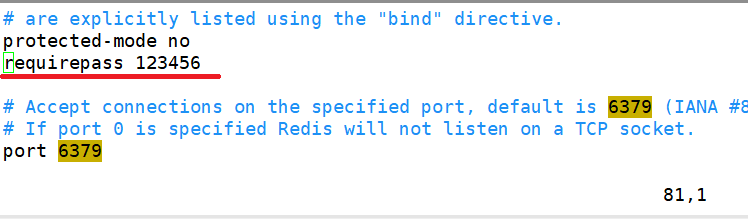 # are explicitly listed using the "bind" directive.
protected-mode no
requirepass 123456
# Accept connections on the specified port, default is 6379 (IANA #8
# If port 0 is specified Redis will not listen on a TCP socket.
port 6379
81,1